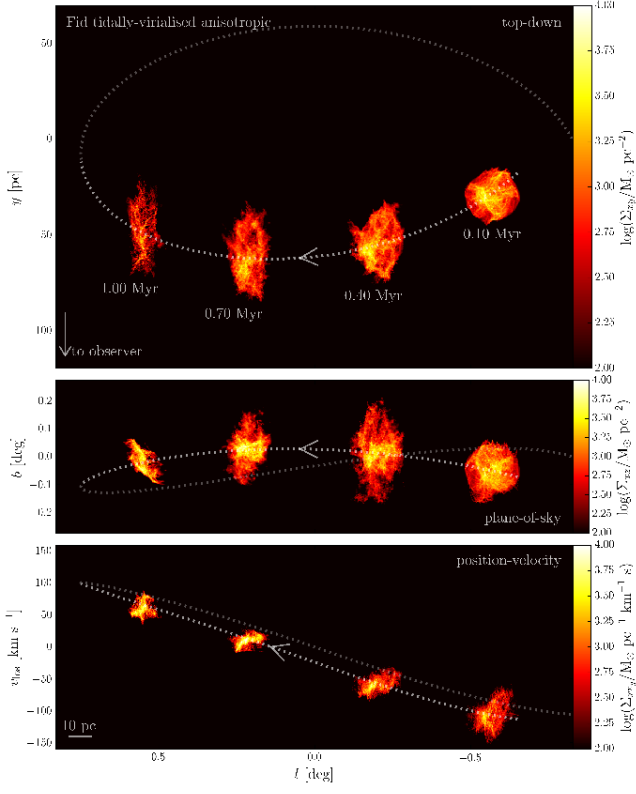 Fid tidally-virialised anisotropic
top-down
50
0
50
100
y [pc]
1.00 Myr
0.70 Myr
0.40 Myr
0.10 Myr
to observer
4.00
3.75
3.50
3.25
3.00
2.75
2.50
2.25
2.00
log(Σxy/M⊙ pc−2)
0.2
0.1
0.0
−0.1
−0.2
b [deg]
plane-of-sky
4.00
3.75
3.50
3.25
3.00
2.75
2.50
2.25
2.00
log(Σxz/M⊙ pc−2)
150
100
50
0
−50
−100
−150
vlos [km s−1]
position-velocity
10 pc
4.00
3.75
3.50
3.25
3.00
2.75
2.50
2.25
2.00
log(Σxvy/M⊙ pc−1 km−1 s)
0.5
0.0
−0.5
l [deg]